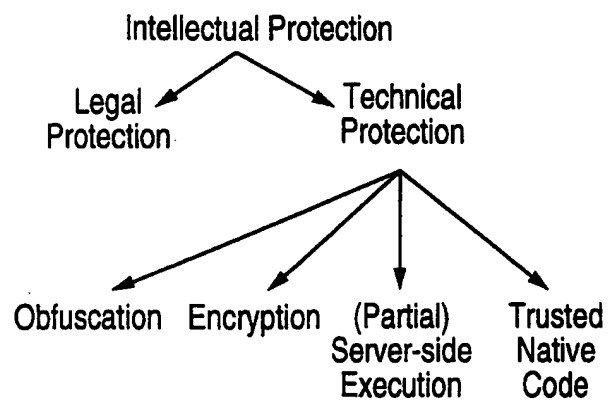 Intellectual Protection
Legal
Protection
Technical
Protection
Obfuscation
Encryption
(Partial)
Server-side
Execution
Trusted
Native
Code